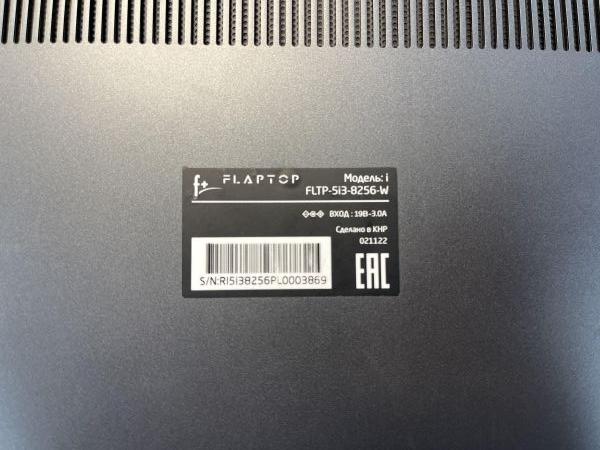 f+ FLAPTOP
Модель: i
FLTP-5i3-8256-W
ВХОД : 19В-3.0А
Сделано в КНР
021122
S/N:RI5i38256PL0003869
EAC